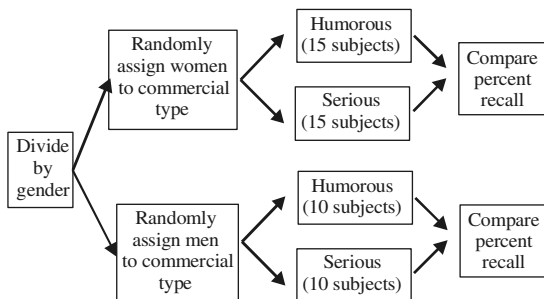 Divide
by
gender
Randomly
assign women
to commercial
type
Humorous
(15 subjects)
Serious
(15 subjects)
Compare
percent
recall
Randomly
assign men
to commercial
type
Humorous
(10 subjects)
Serious
(10 subjects)
Compare
percent
recall